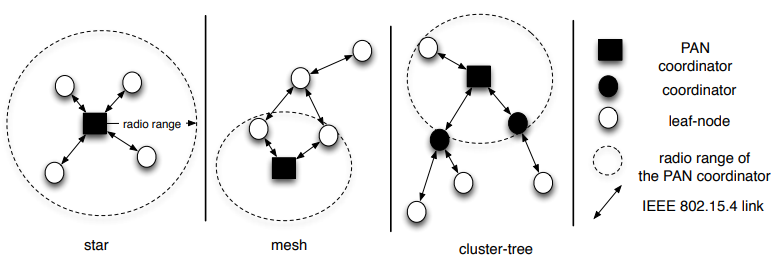 radio range
star
mesh
cluster-tree
PAN
coordinator
coordinator
leaf-node
radio range of
the PAN coordinator
IEEE 802.15.4 link